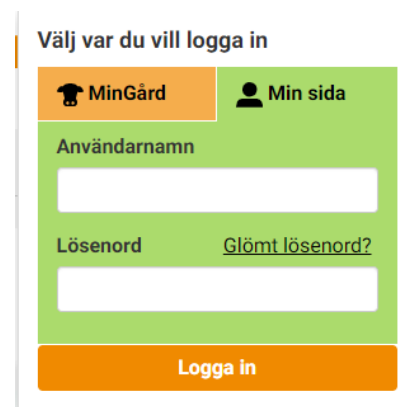 Välj var du vill logga in
MinGård
Min sida
Användarnamn
Lösenord
Glömt lösenord?
Logga in